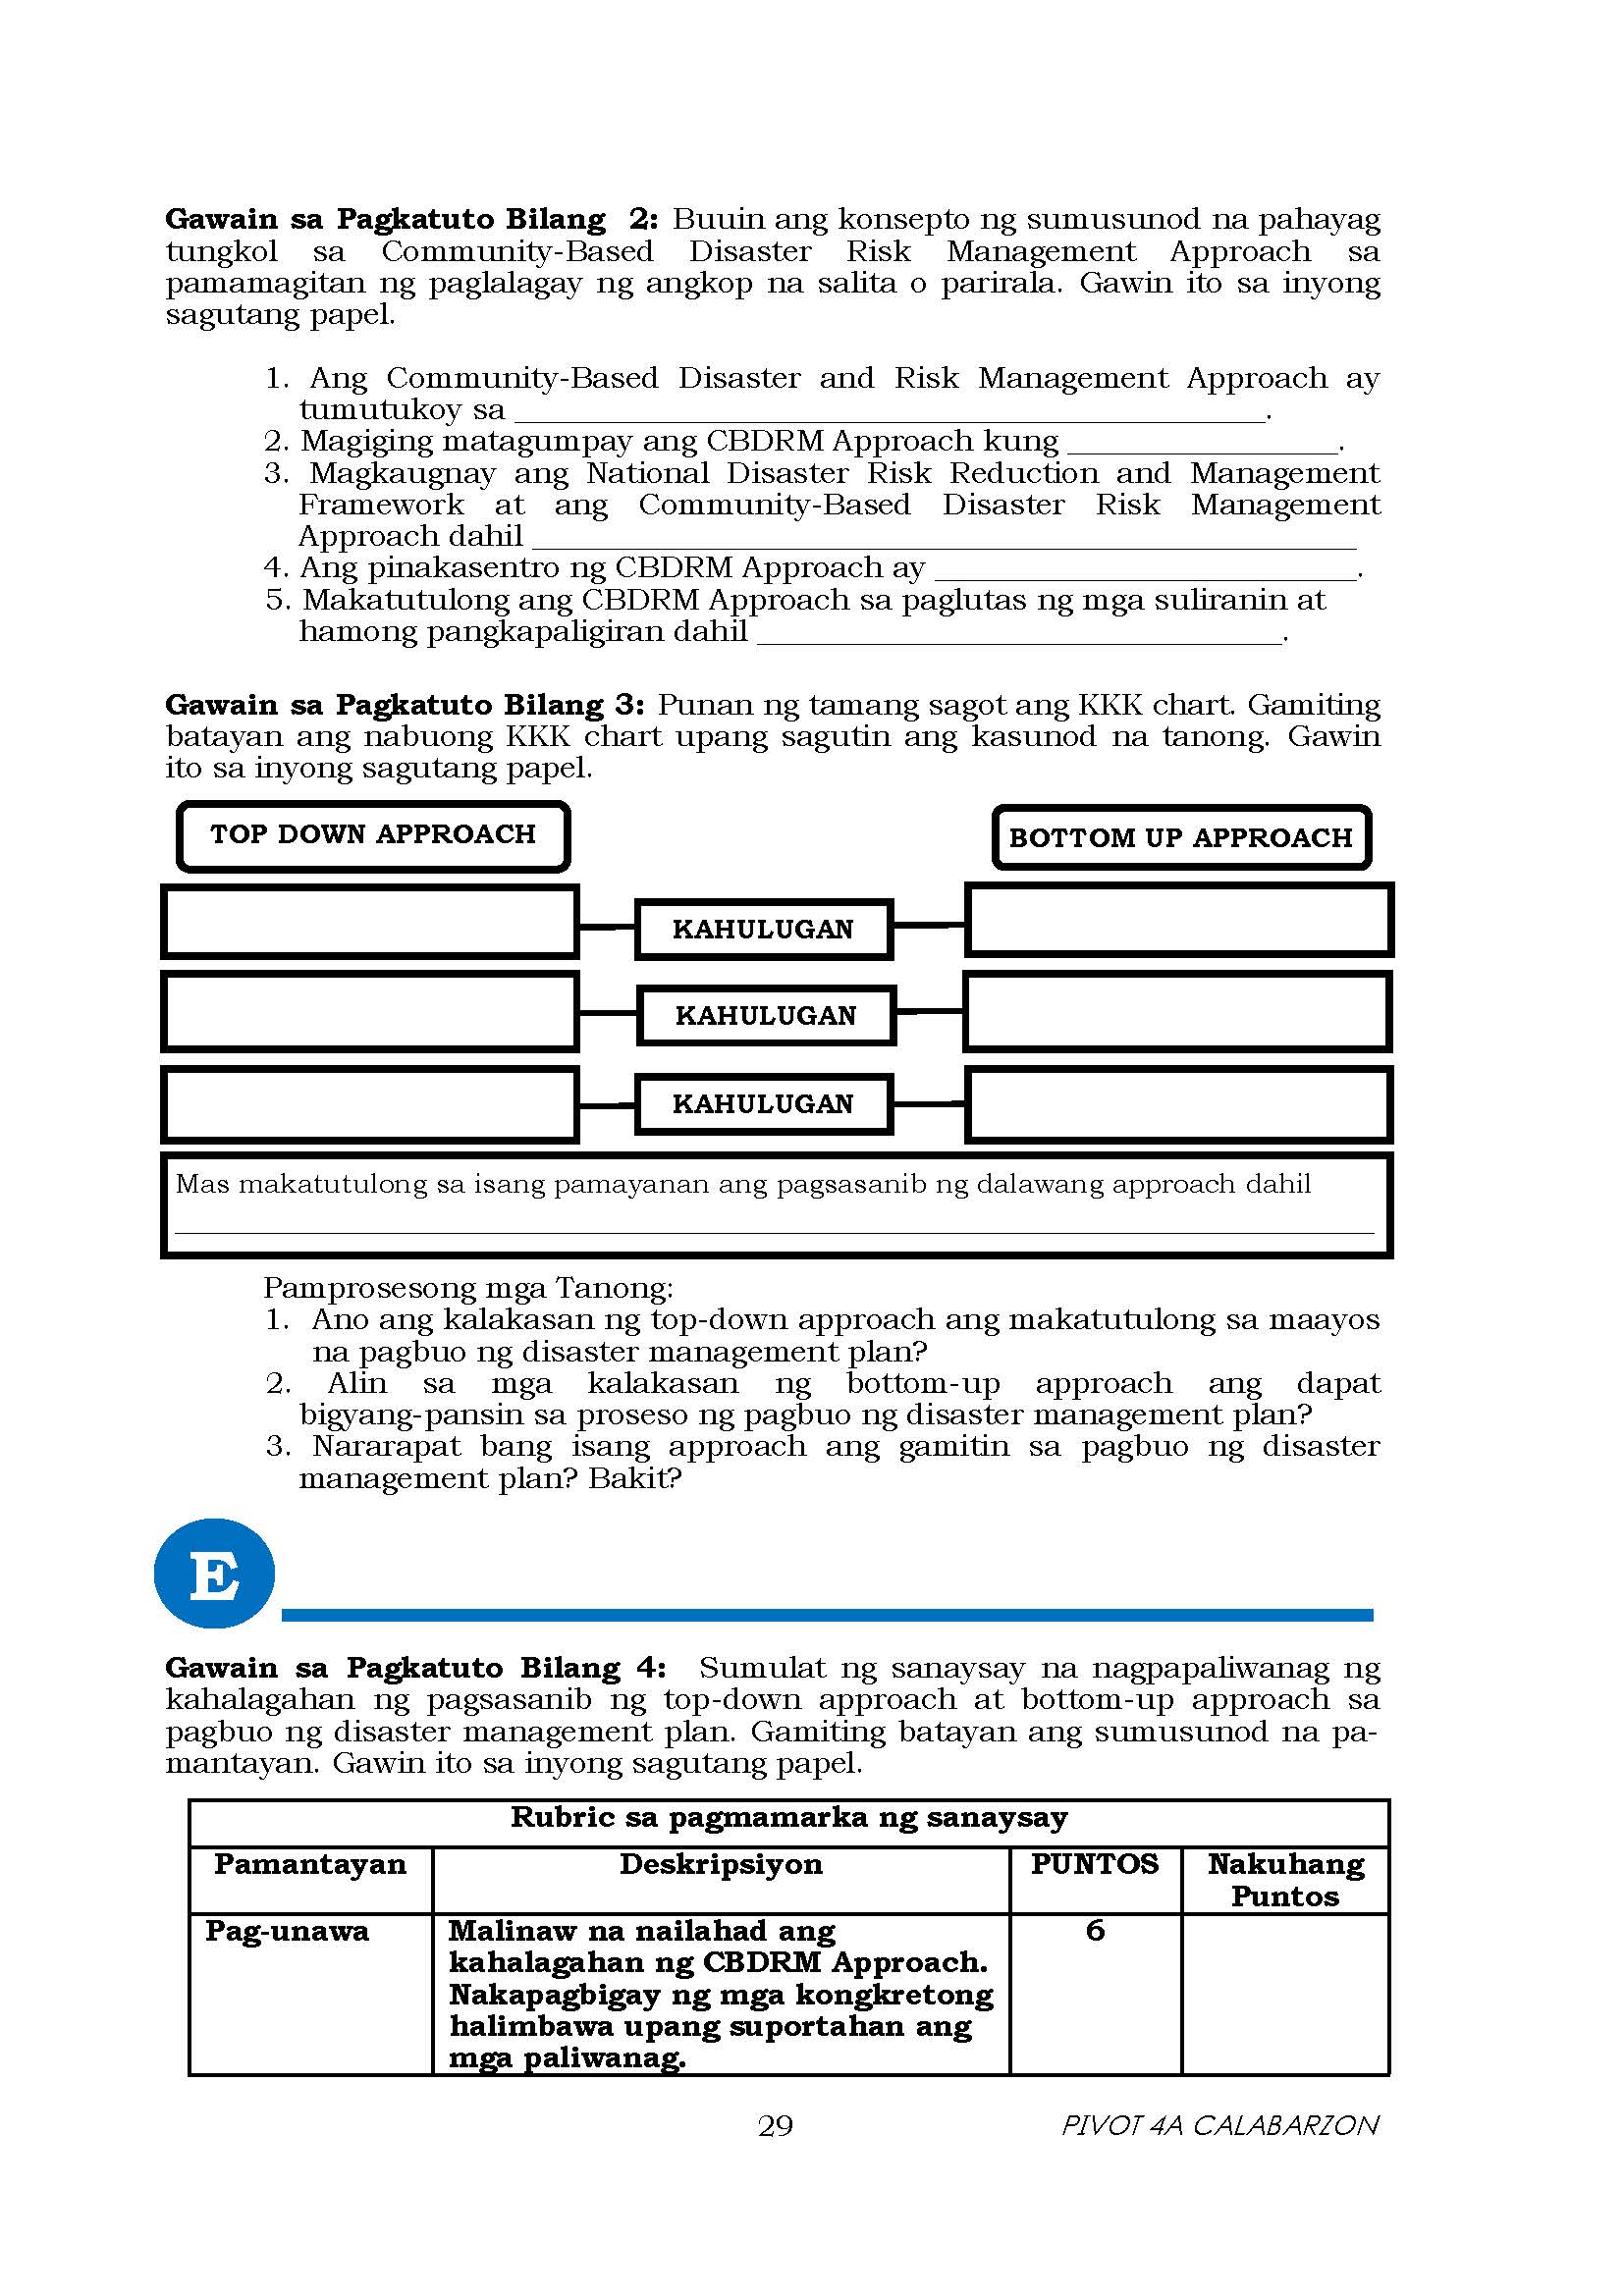 Gawain sa Pagkatuto Bilang 2: Buuin ang konsepto ng sumusunod na pahayag
tungkol sa Community-Based Disaster Risk Management Approach sa
pamamagitan ng paglalagay ng angkop na salita o parirala. Gawin ito sa inyong
sagutang papel.
1. Ang Community-Based Disaster and Risk Management Approach ay
tumutukoy sa ____________________________________________.
2. Magiging matagumpay ang CBDRM Approach kung ________________.
3. Magkaugnay ang National Disaster Risk Reduction and Management
Framework at ang Community-Based Disaster Risk Management
Approach dahil ________________________________________________
4. Ang pinakasentro ng CBDRM Approach ay _________________________.
5. Makatutulong ang CBDRM Approach sa paglutas ng mga suliranin at
hamong pangkapaligiran dahil _______________________________.
Gawain sa Pagkatuto Bilang 3: Punan ng tamang sagot ang KKK chart. Gamiting
batayan ang nabuong KKK chart upang sagutin ang kasunod na tanong. Gawin
ito sa inyong sagutang papel.
TOP DOWN APPROACH
BOTTOM UP APPROACH
KAHULUGAN
KAHULUGAN
KAHULUGAN
Mas makatutulong sa isang pamayanan ang pagsasanib ng dalawang approach dahil
______________________________________________________________________
Pamprosesong mga Tanong:
1. Ano ang kalakasan ng top-down approach ang makatutulong sa maayos
na pagbuo ng disaster management plan?
2. Alin sa mga kalakasan ng bottom-up approach ang dapat
bigyang-pansin sa proseso ng pagbuo ng disaster management plan?
3. Nararapat bang isang approach ang gamitin sa pagbuo ng disaster
management plan? Bakit?
E
Gawain sa Pagkatuto Bilang 4: Sumulat ng sanaysay na nagpapaliwanag ng
kahalagahan ng pagsasanib ng top-down approach at bottom-up approach sa
pagbuo ng disaster management plan. Gamiting batayan ang sumusunod na pa-
mantayan. Gawin ito sa inyong sagutang papel.
Rubric sa pagmamarka ng sanaysay
Pamantayan Deskripsiyon PUNTOS Nakuhang
Puntos
Pag-unawa Malinaw na nailahad ang 6
kahalagahan ng CBDRM Approach.
Nakapagbigay ng mga kongkretong
halimbawa upang suportahan ang
mga paliwanag.
29 PIVOT 4A CALABARZON